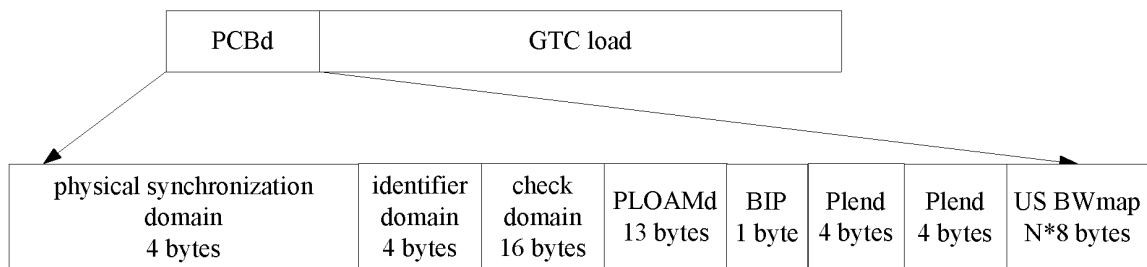 PCBd
GTC load
physical synchronization
domain
4 bytes
identifier
domain
4 bytes
check
domain
16 bytes
PLOAMd
13 bytes
BIP
1 byte
Plend
4 bytes
Plend
4 bytes
US BWmap
N*8 bytes